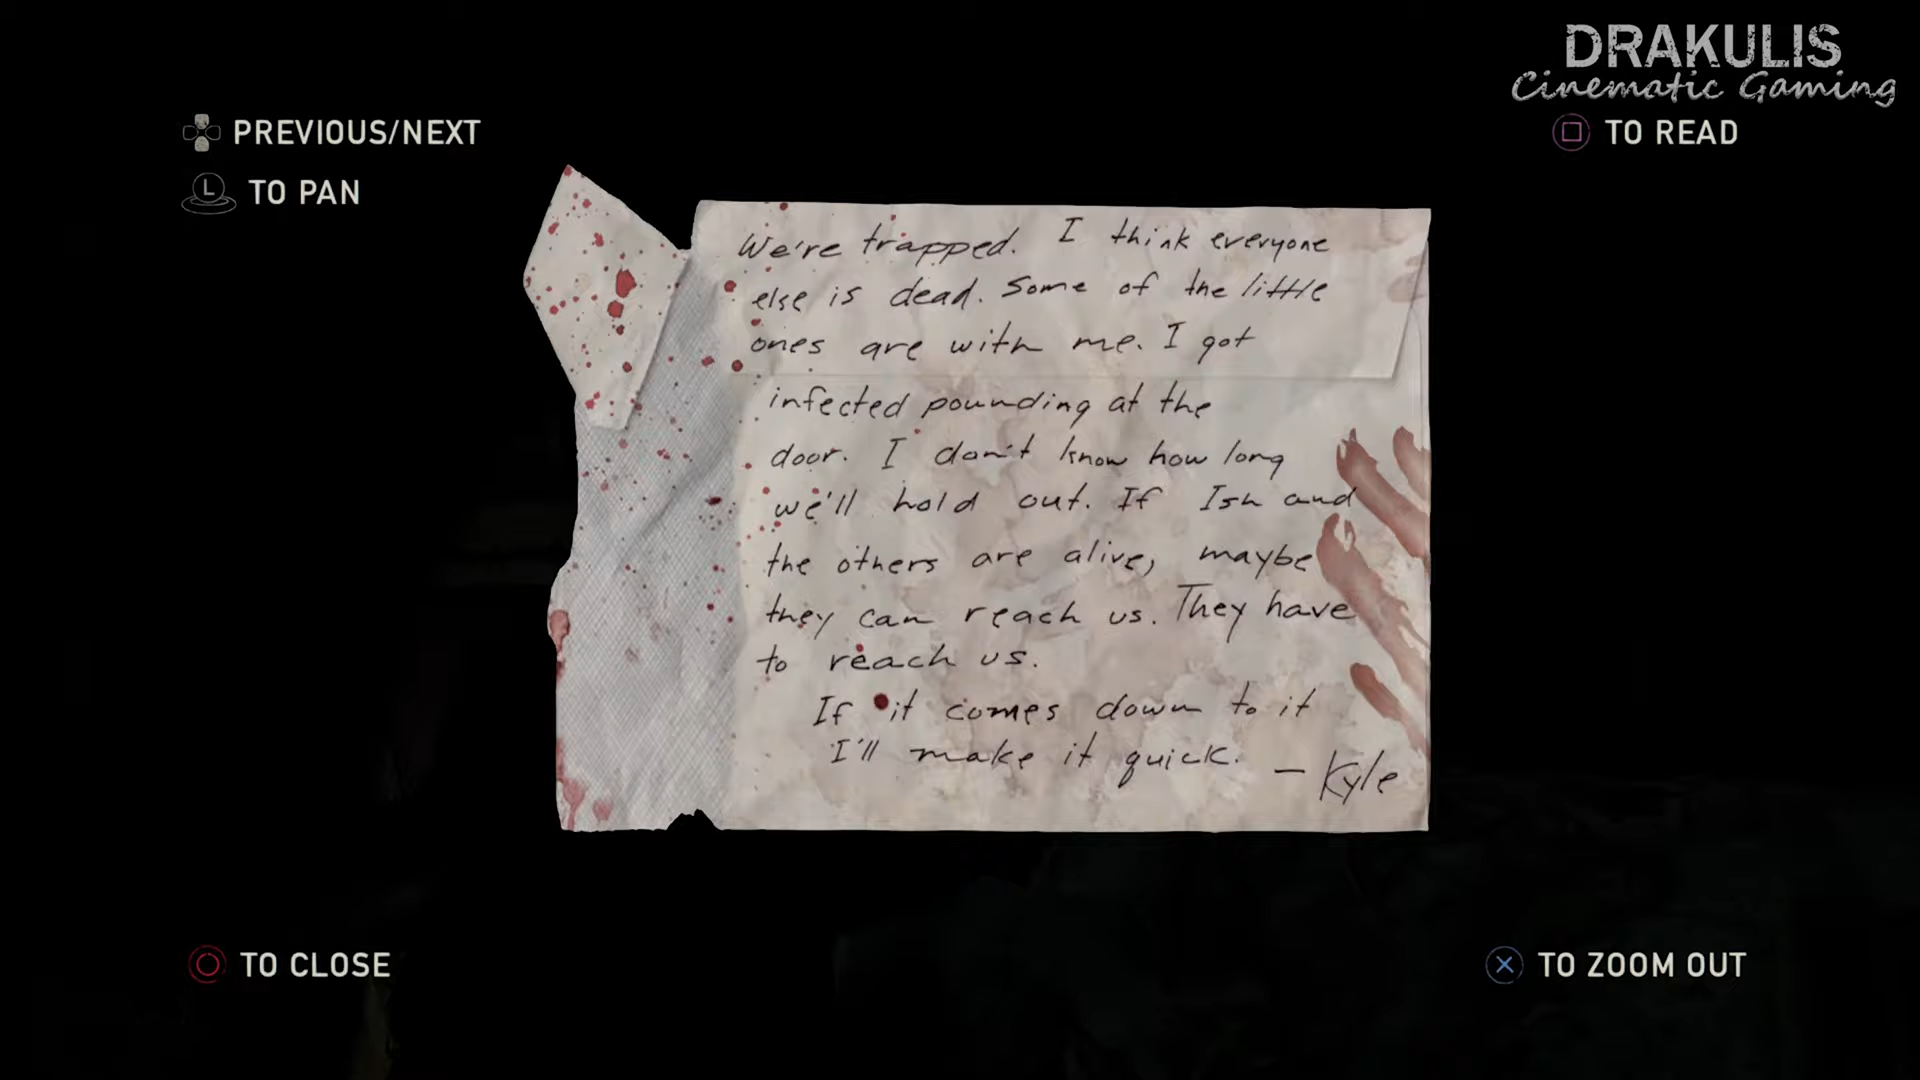 DRAKULIS
Cinematic Gaming
PREVIOUS/NEXT
TO READ
L TO PAN
We're trapped. I think everyone
else is dead. Some of the little
ones are with me. I got
infected pounding at the
door. I don't know how long
we'll hold out. If Ish and
the others are alive, maybe
they can reach us. They have
to reach us.
If it comes down to it
I'll make it quick.
— Kyle
TO CLOSE
TO ZOOM OUT